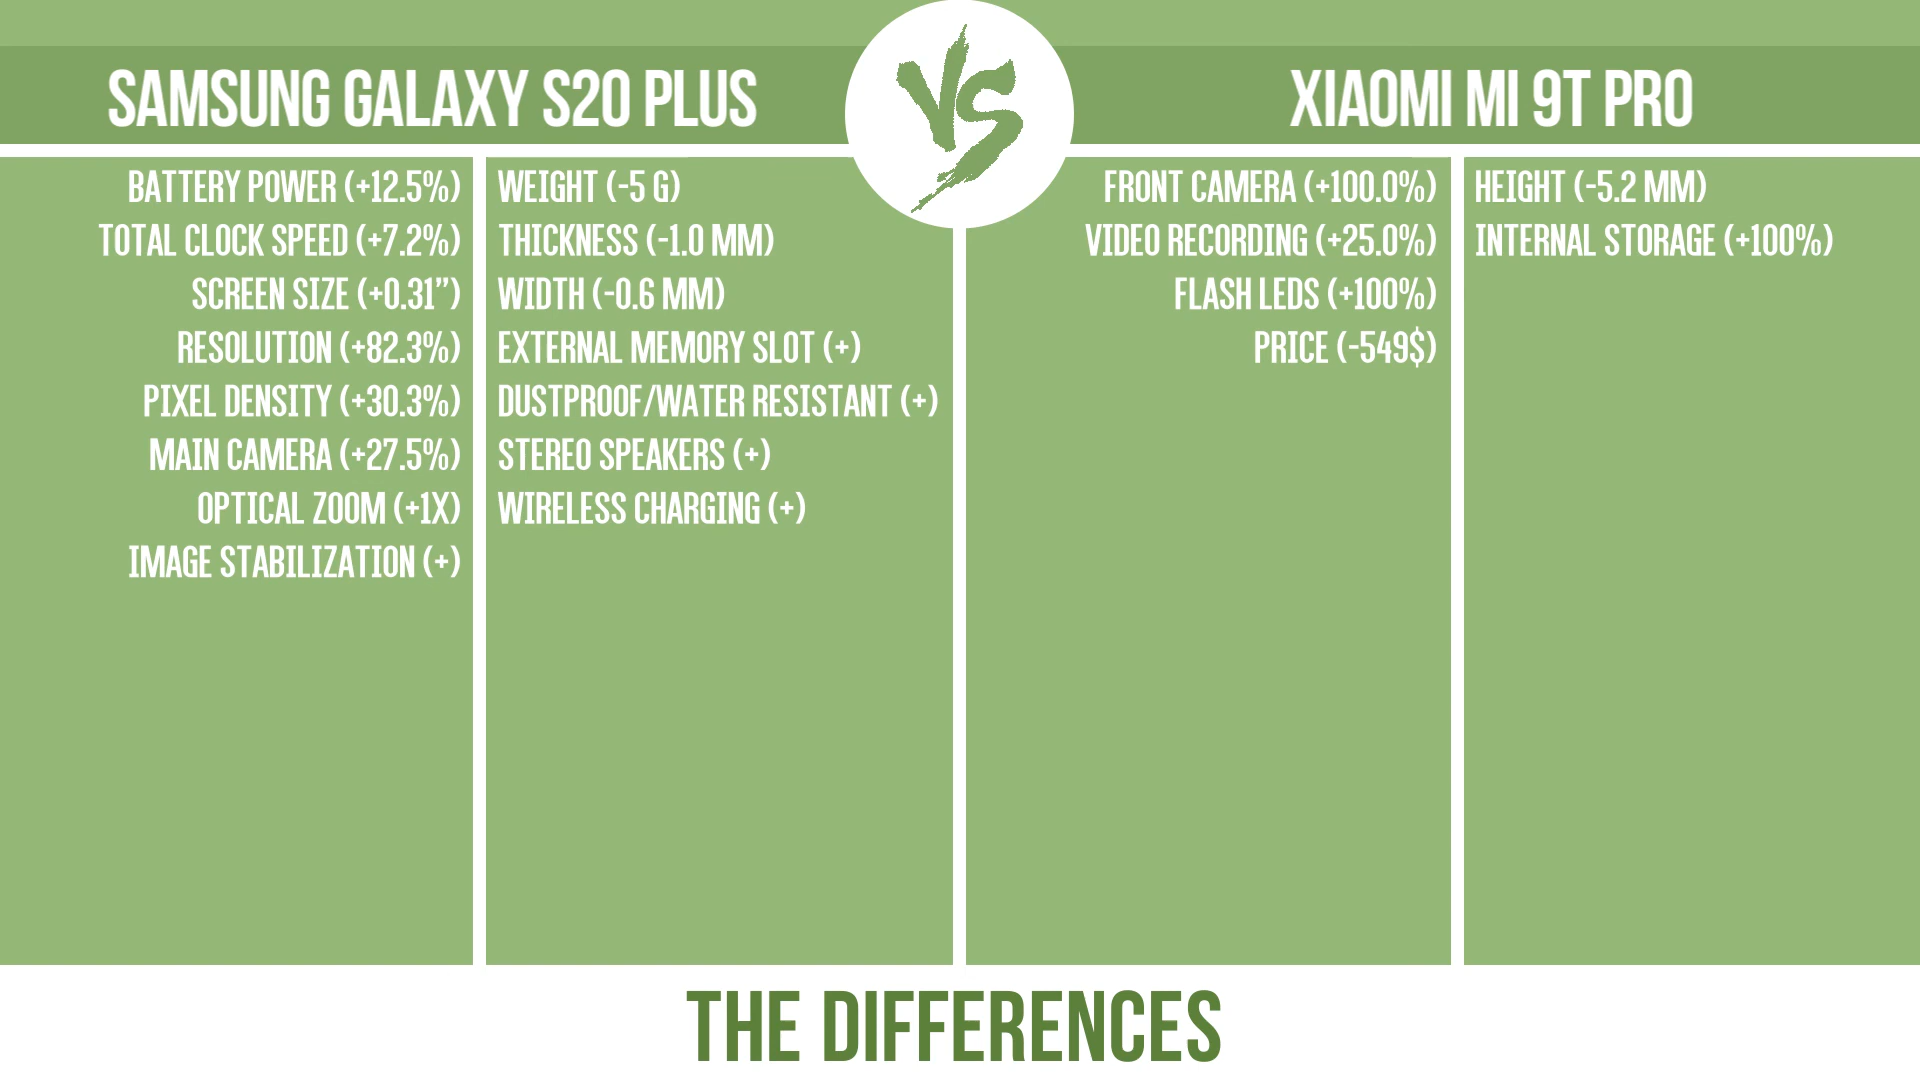 SAMSUNG GALAXY S20 PLUS
VS
XIAOMI MI 9T PRO
BATTERY POWER (+12.5%)
TOTAL CLOCK SPEED (+7.2%)
SCREEN SIZE (+0.31”)
RESOLUTION (+82.3%)
PIXEL DENSITY (+30.3%)
MAIN CAMERA (+27.5%)
OPTICAL ZOOM (+1X)
IMAGE STABILIZATION (+)
WEIGHT (-5 G)
THICKNESS (-1.0 MM)
WIDTH (-0.6 MM)
EXTERNAL MEMORY SLOT (+)
DUSTPROOF/WATER RESISTANT (+)
STEREO SPEAKERS (+)
WIRELESS CHARGING (+)
FRONT CAMERA (+100.0%)
VIDEO RECORDING (+25.0%)
FLASH LEDS (+100%)
PRICE (-549$)
HEIGHT (-5.2 MM)
INTERNAL STORAGE (+100%)
THE DIFFERENCES